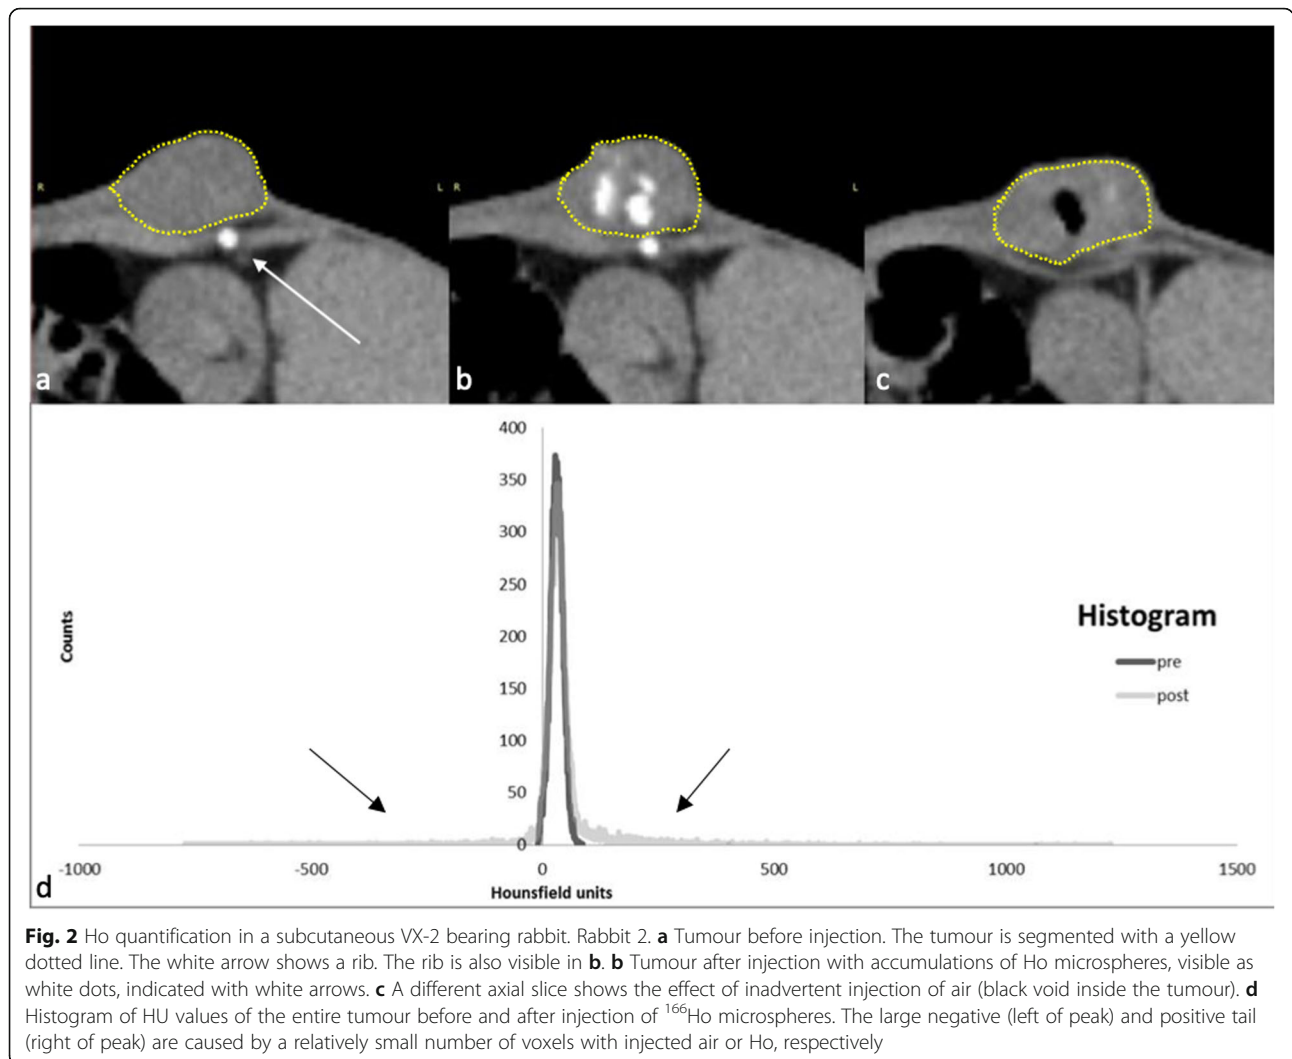 R
L
R
L
a
b
c
400
350
300
250
200
150
100
50
0
Counts
Histogram
pre
post
-1000
-500
0
500
1000
1500
Hounsfield units
d
Fig. 2 Ho quantification in a subcutaneous VX-2 bearing rabbit. Rabbit 2. a Tumour before injection. The tumour is segmented with a yellow
dotted line. The white arrow shows a rib. The rib is also visible in b. b Tumour after injection with accumulations of Ho microspheres, visible as
white dots, indicated with white arrows. c A different axial slice shows the effect of inadvertent injection of air (black void inside the tumour). d
Histogram of HU values of the entire tumour before and after injection of ¹⁶⁶Ho microspheres. The large negative (left of peak) and positive tail
(right of peak) are caused by a relatively small number of voxels with injected air or Ho, respectively